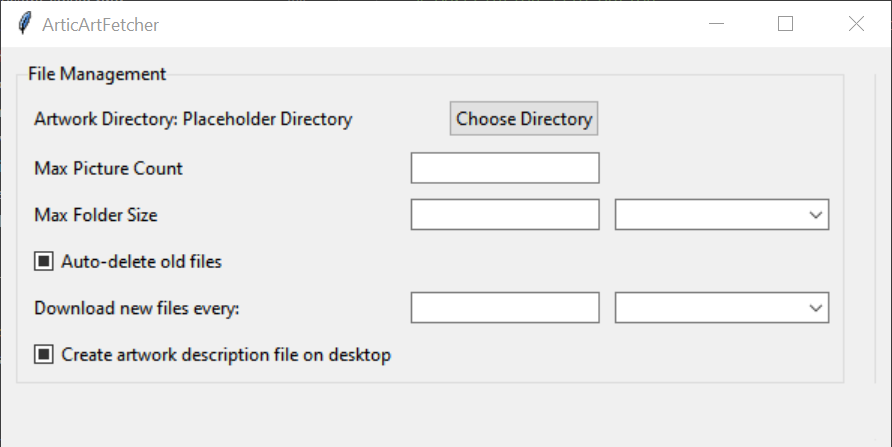 ArticArtFetcher
File Management
Artwork Directory: Placeholder Directory Choose Directory
Max Picture Count
Max Folder Size
Auto-delete old files
Download new files every:
Create artwork description file on desktop